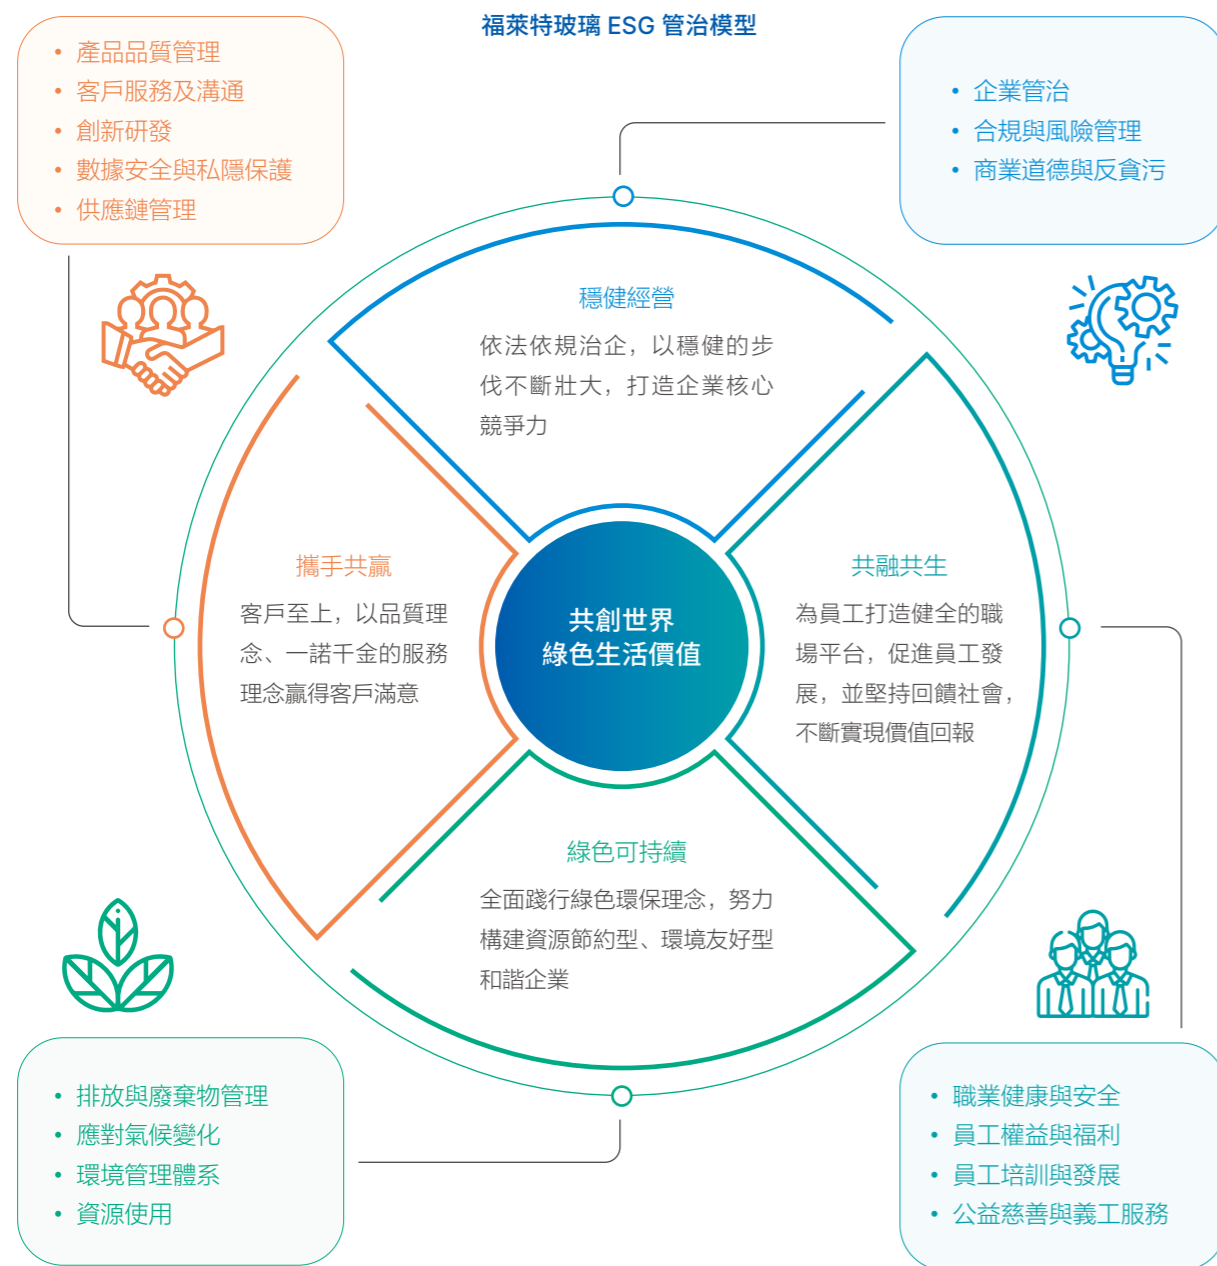 福萊特玻璃 ESG 管治模型
• 產品品質管理
• 客戶服務及溝通
• 創新研發
• 數據安全與私隱保護
• 供應鏈管理
• 企業管治
• 合規與風險管理
• 商業道德與反貪污
穩健經營
依法依規治企，以穩健的步
伐不斷壯大，打造企業核心
競爭力
攜手共贏
客戶至上，以品質理
念、一諾千金的服務
理念贏得客戶滿意
共創世界
綠色生活價值
共融共生
為員工打造健全的職
場平台，促進員工發
展，並堅持回饋社會，
不斷實現價值回報
綠色可持續
全面踐行綠色環保理念，努力
構建資源節約型、環境友好型
和諧企業
• 排放與廢棄物管理
• 應對氣候變化
• 環境管理體系
• 資源使用
• 職業健康與安全
• 員工權益與福利
• 員工培訓與發展
• 公益慈善與義工服務